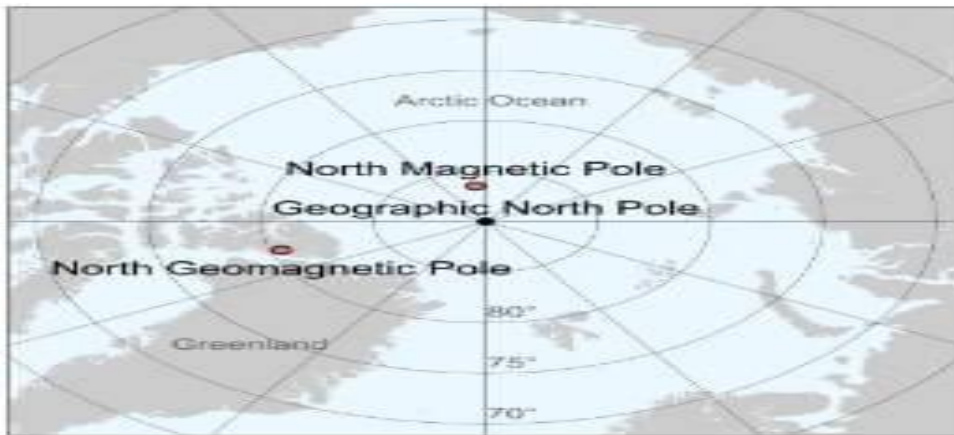 Arctic Ocean
North Magnetic Pole
Geographic North Pole
North Geomagnetic Pole
80°
Greenland
75°
70°